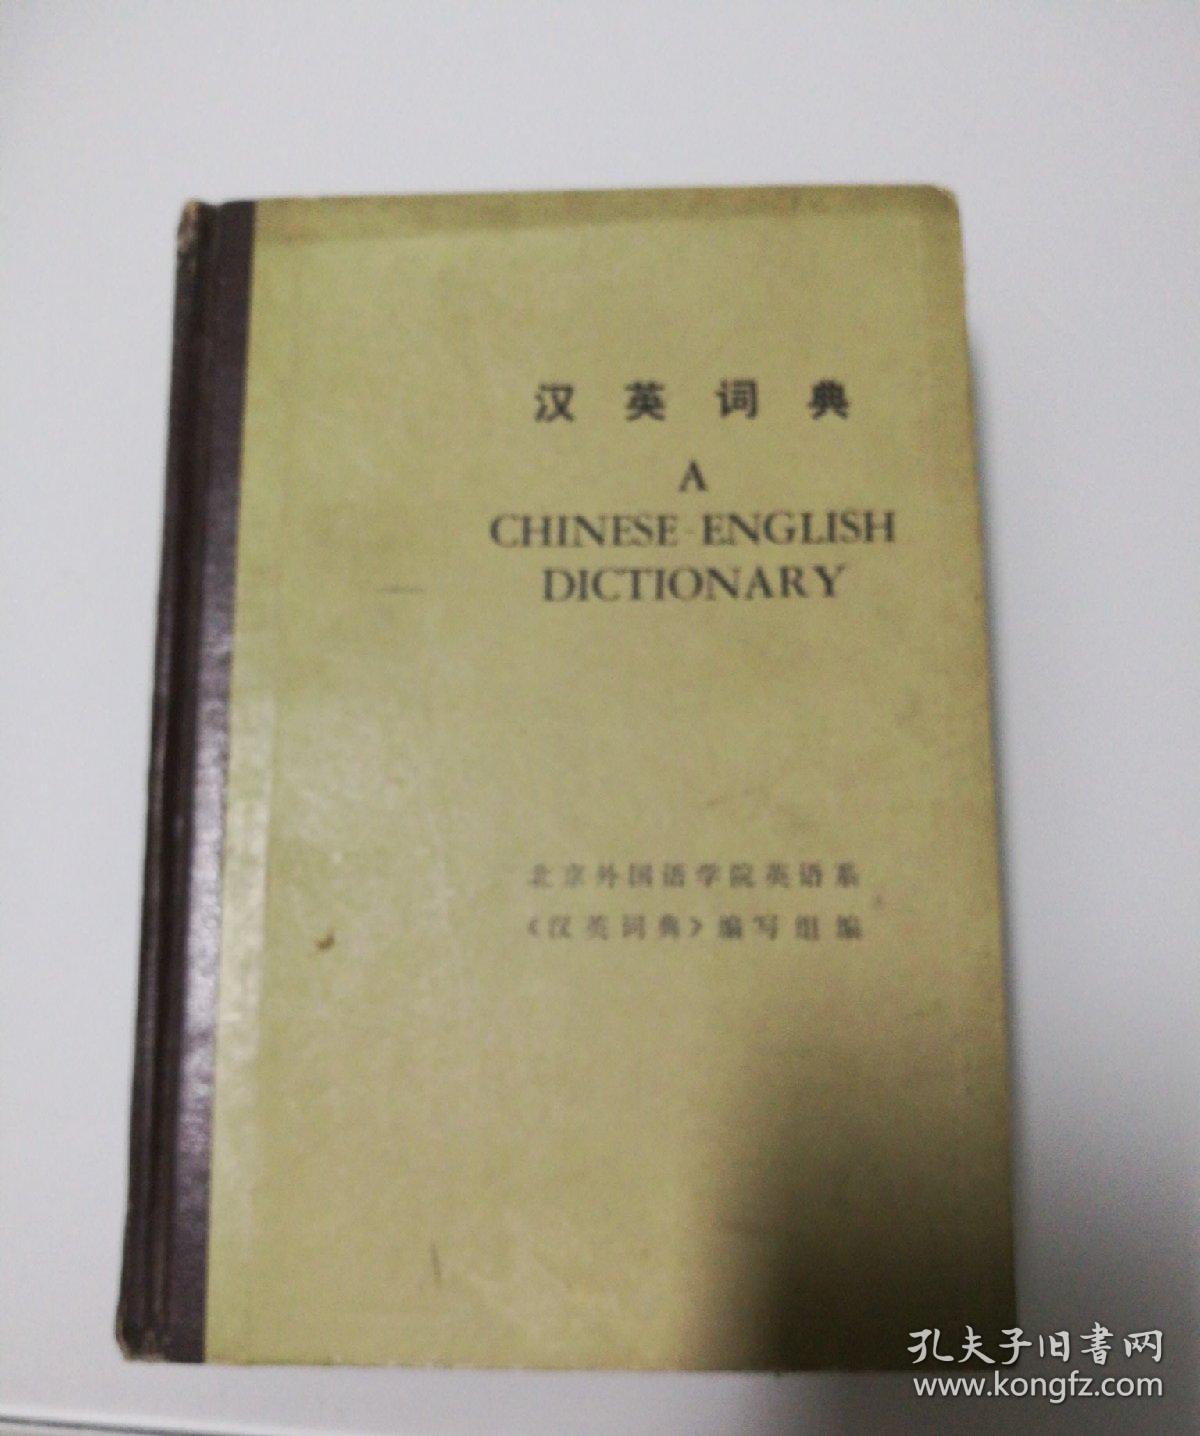 汉英词典
A
CHINESE-ENGLISH
DICTIONARY
北京外国语学院英语系
《汉英词典》编写组编
孔夫子旧书网
www.kongfz.com